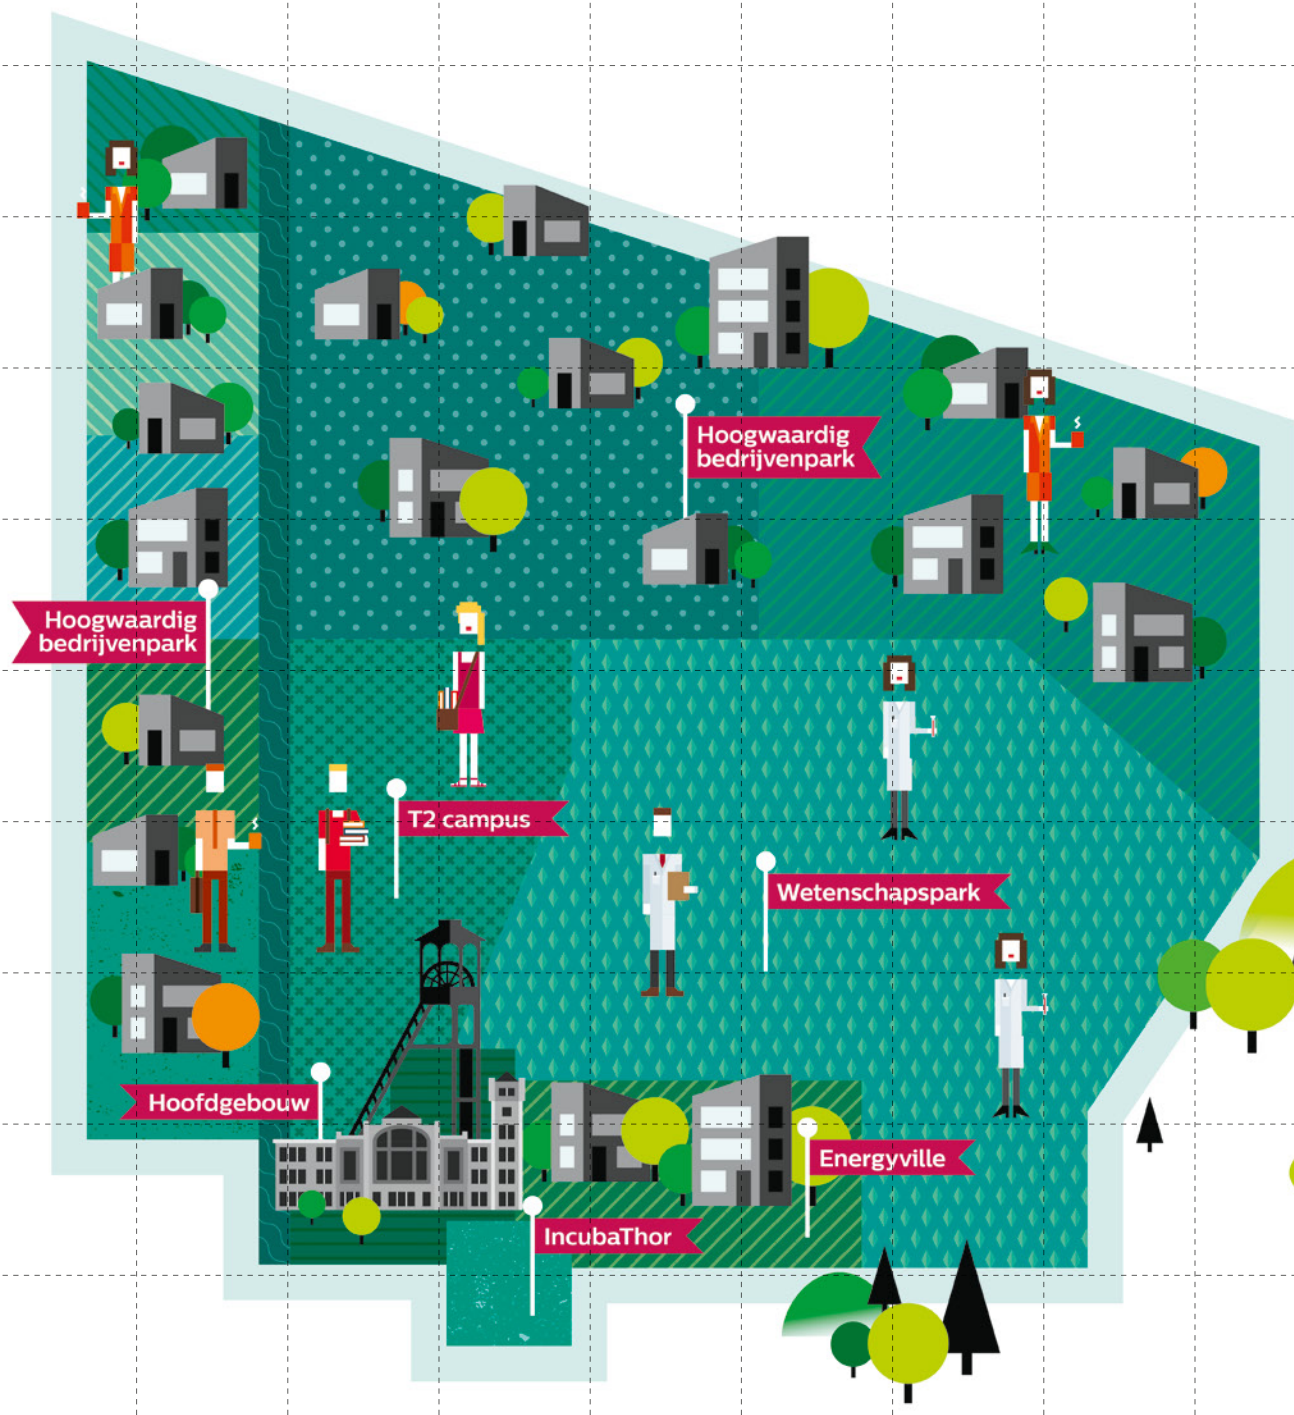 Hoogwaardig
bedrijvenpark
Hoogwaardig
bedrijvenpark
T2 campus
Wetenschapspark
Hoofdgebouw
Energyville
IncubaThor